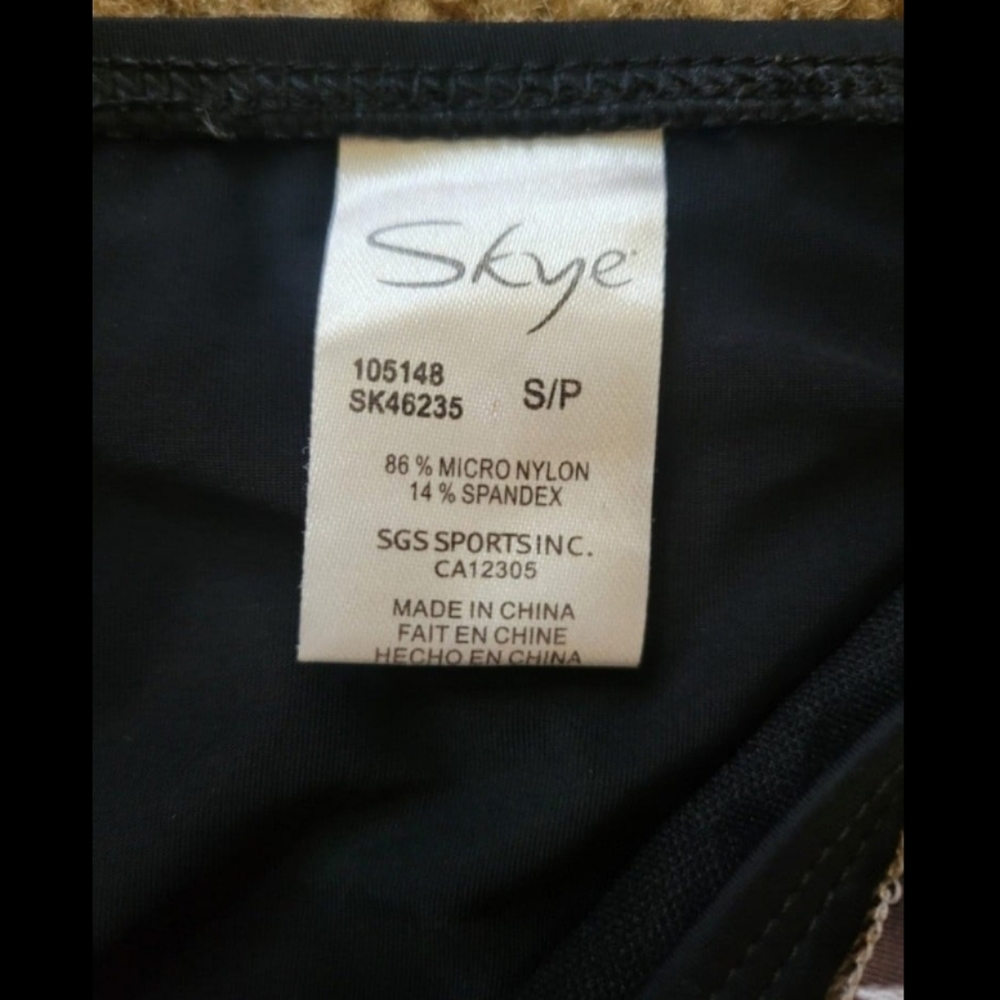 Skye
105148
SK46235 S/P
86 % MICRO NYLON
14 % SPANDEX
SGS SPORTS INC.
CA12305
MADE IN CHINA
FAIT EN CHINE
HECHO EN CHINA